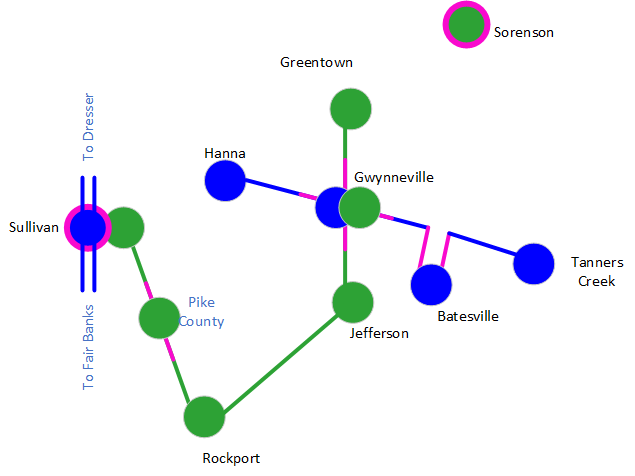 Sorenson
Greentown
To Dresser
Hanna
Gwynneville
Sullivan
Tanners
Creek
Pike
County
To Fair Banks
Batesville
Jefferson
Rockport